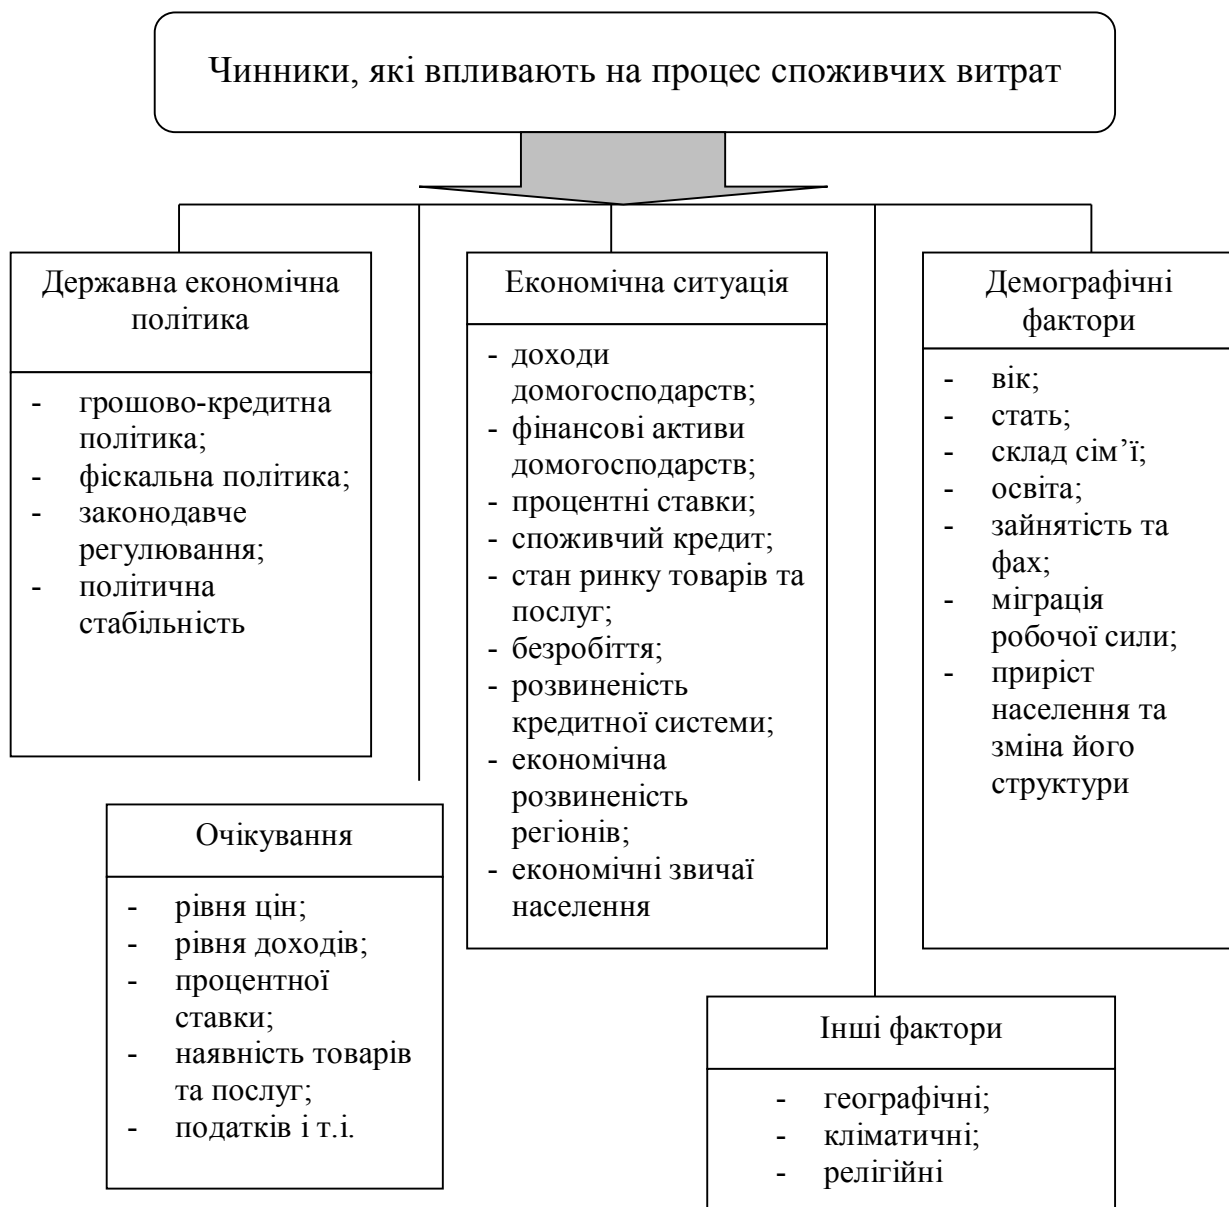 Чинники, які впливають на процес споживчих витрат
Державна економічна
політика
- грошово-кредитна
політика;
- фіскальна політика;
- законодавче
регулювання;
- політична
стабільність
Економічна ситуація
- доходи
домогосподарств;
- фінансові активи
домогосподарств;
- процентні ставки;
- споживчий кредит;
- стан ринку товарів та
послуг;
- безробіття;
- розвиненість
кредитної системи;
- економічна
розвиненість
регіонів;
- економічні звичаї
населення
Демографічні
фактори
- вік;
- стать;
- склад сім’ї;
- освіта;
- зайнятість та
фах;
- міграція
робочої сили;
- приріст
населення та
зміна його
структури
Очікування
- рівня цін;
- рівня доходів;
- процентної
ставки;
- наявність товарів
та послуг;
- податків і т.і.
Інші фактори
- географічні;
- кліматичні;
- релігійні